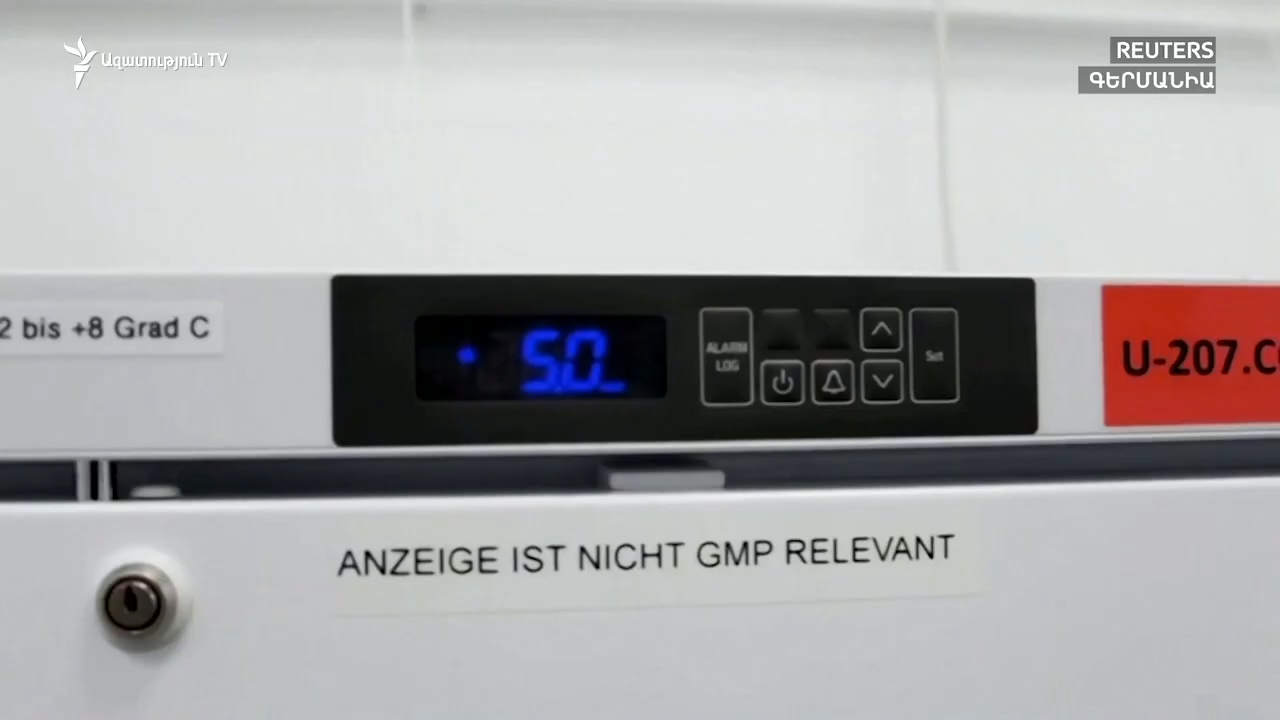 Ազատություն TV
REUTERS
ԳԵՐՄԱՆԻԱ
2 bis +8 Grad C
5.0
ALARM
LOG
Set
U-207.C
ANZEIGE IST NICHT GMP RELEVANT